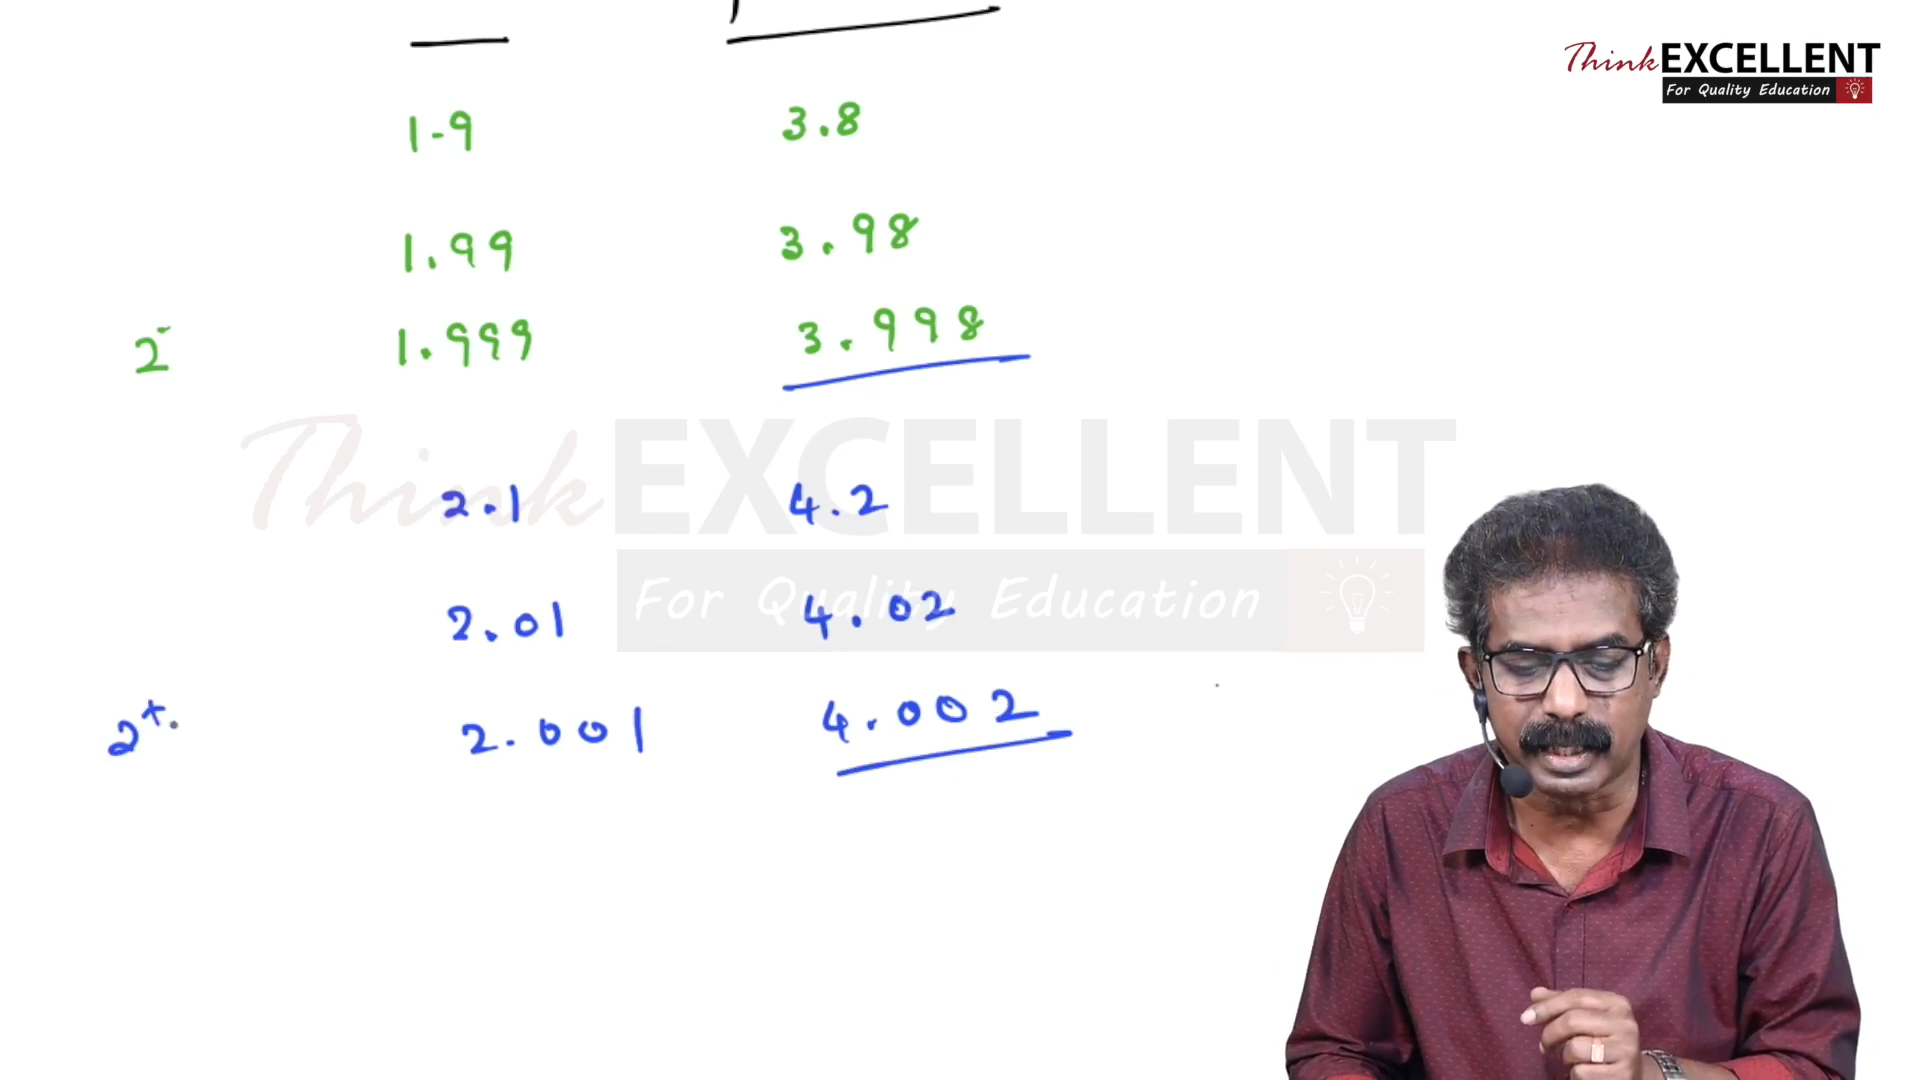 Think EXCELLENT
For Quality Education
1-9 3.8
1.99 3.98
2⁻ 1.999 3.998
Think EXCELLENT
2.1 4.2
For Quality Education
2.01 4.02
2⁺ 2.001 4.002